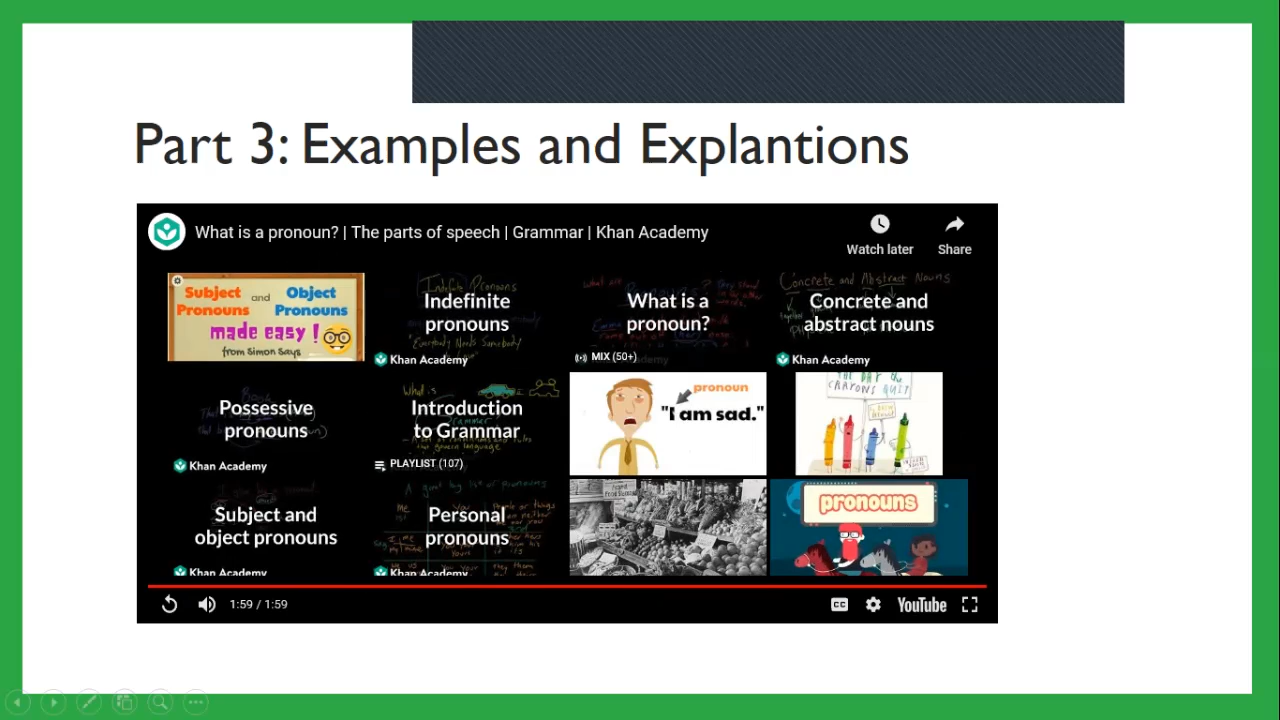 Part 3: Examples and Explantions
What is a pronoun? | The parts of speech | Grammar | Khan Academy
Watch later
Share
Subject and Object
Pronouns Pronouns
made easy !
from Simon Says
Indefinite
pronouns
Khan Academy
What is a
pronoun?
MIX (50+)
Concrete and
abstract nouns
Khan Academy
Possessive
pronouns
Khan Academy
Introduction
to Grammar
PLAYLIST (107)
pronoun
"I am sad."
CRAYONS QUIT
Subject and
object pronouns
Khan Academy
Personal
pronouns
Khan Academy
pronouns
1:59 / 1:59
CC
YouTube